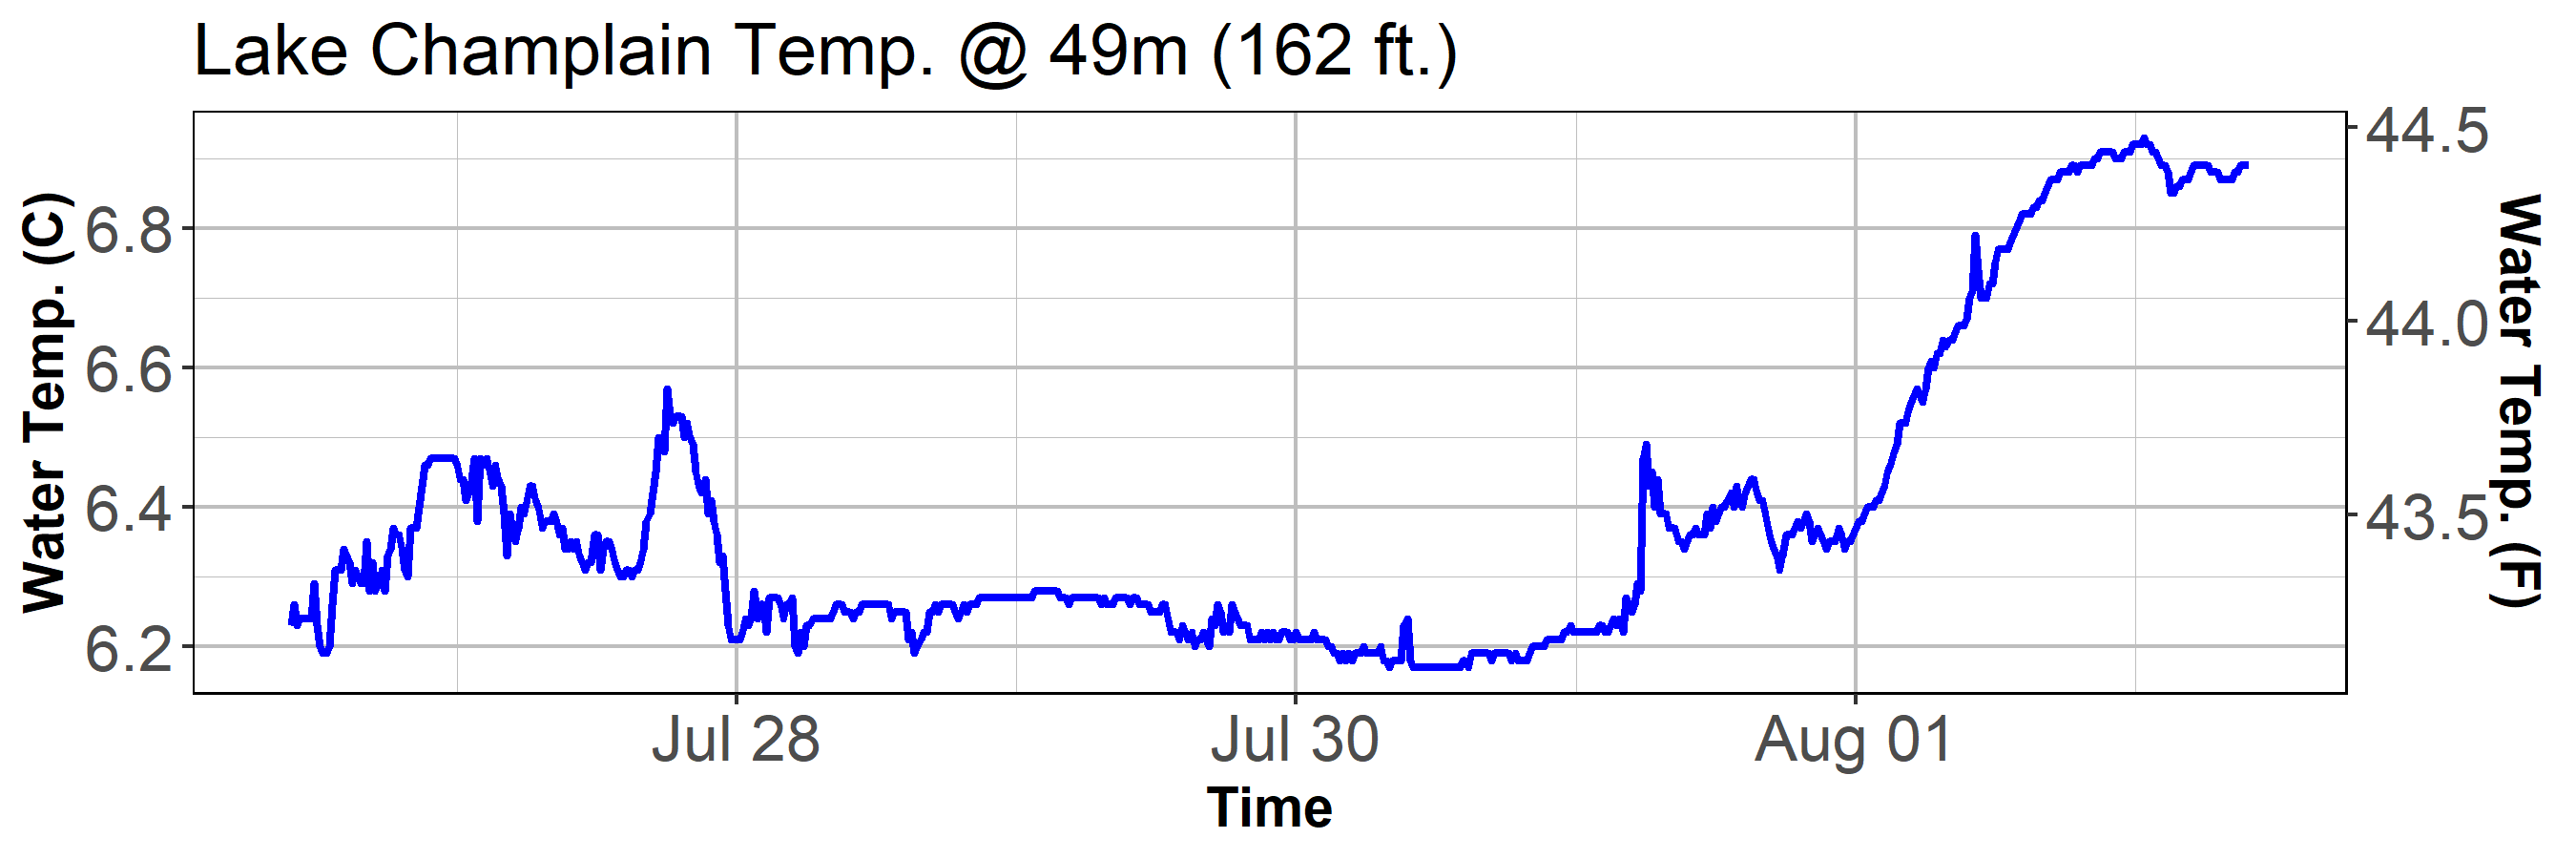 Lake Champlain Temp. @ 49m (162 ft.)
Water Temp. (C)
6.8
6.6
6.4
6.2
44.5
44.0
43.5
Water Temp. (F)
Jul 28
Jul 30
Aug 01
Time